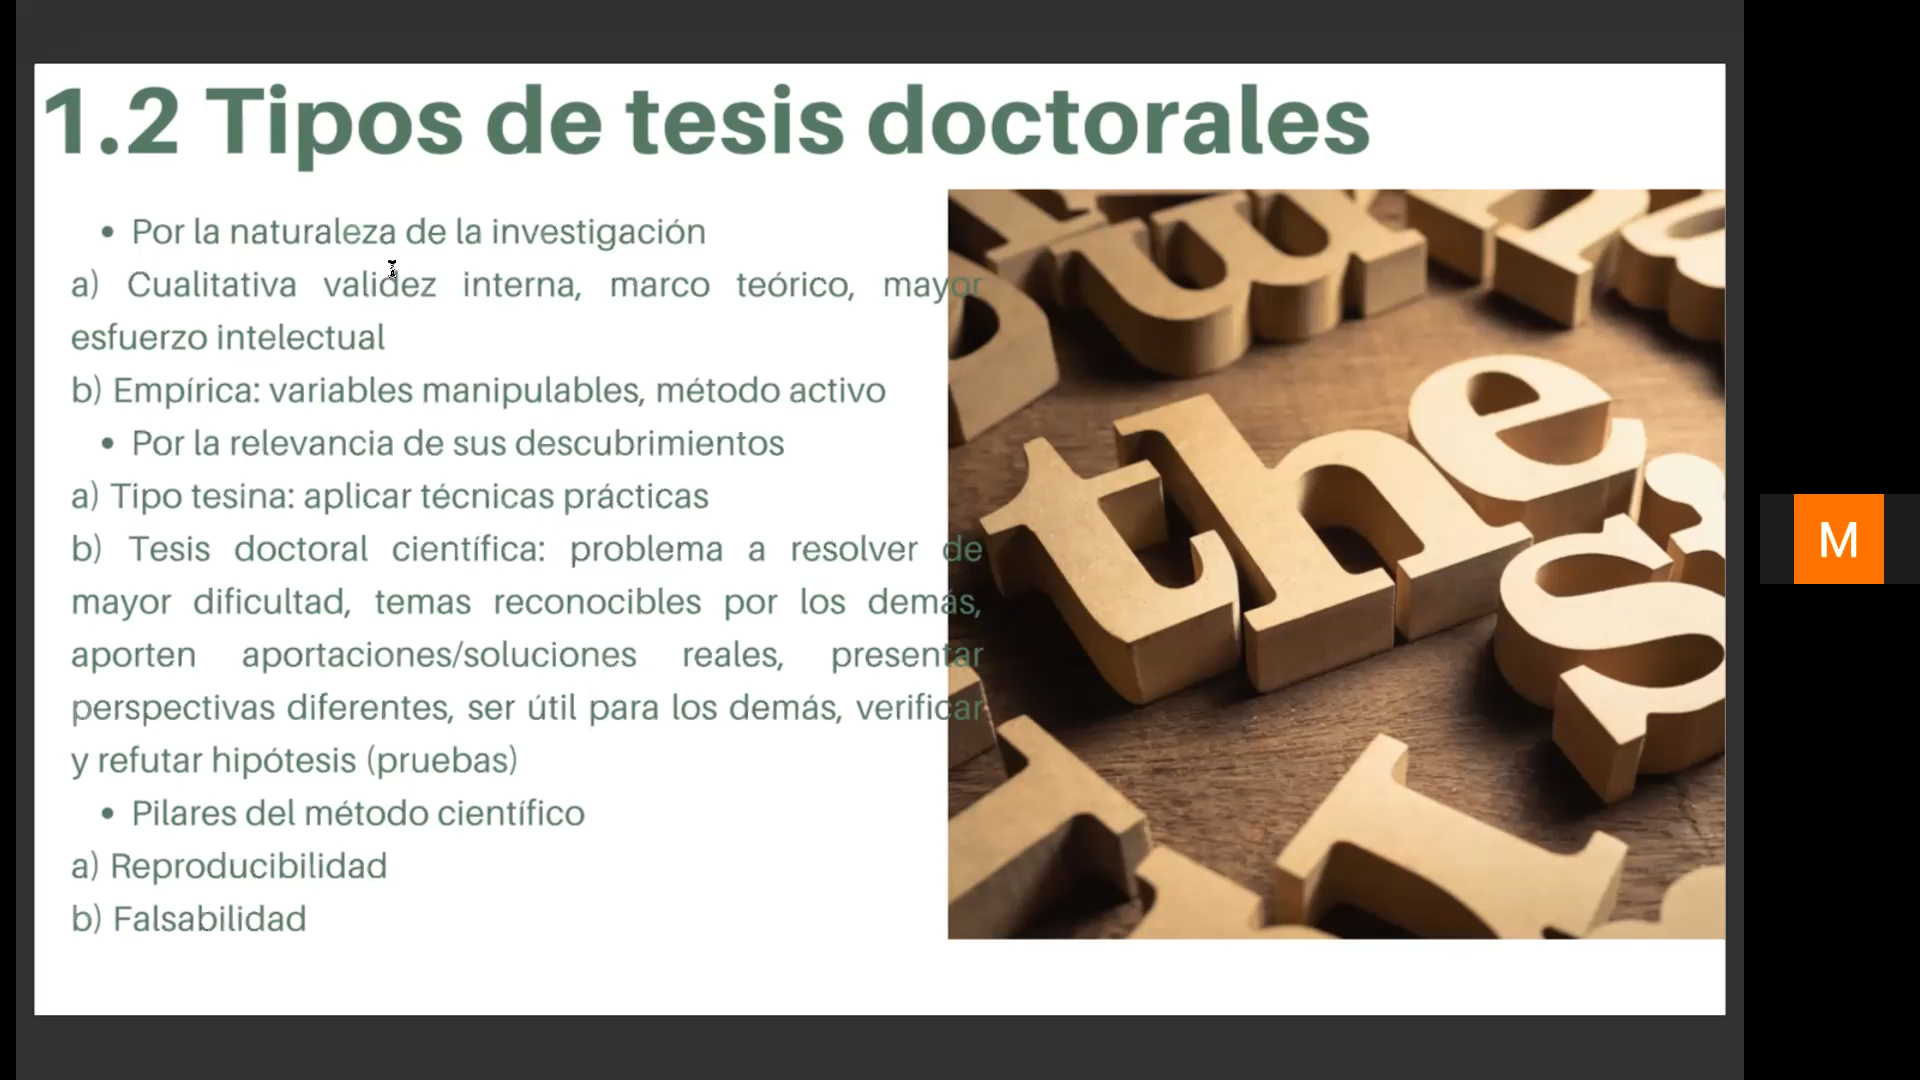 1.2 Tipos de tesis doctorales
• Por la naturaleza de la investigación
a) Cualitativa validez interna, marco teórico, mayor
esfuerzo intelectual
b) Empírica: variables manipulables, método activo
• Por la relevancia de sus descubrimientos
a) Tipo tesina: aplicar técnicas prácticas
b) Tesis doctoral científica: problema a resolver de
mayor dificultad, temas reconocibles por los demás,
aporten aportaciones/soluciones reales, presentar
perspectivas diferentes, ser útil para los demás, verificar
y refutar hipótesis (pruebas)
• Pilares del método científico
a) Reproducibilidad
b) Falsabilidad
the
s
M